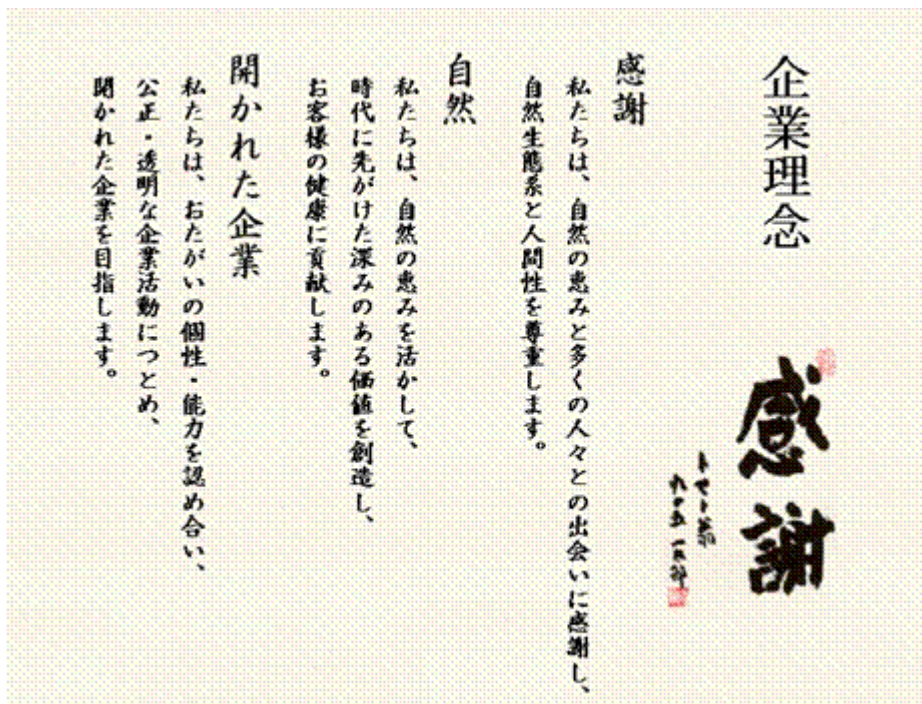 企業理念
感謝
感謝
私たちは、自然の恵みと多くの人々との出会いに感謝し、
自然生態系と人間性を尊重します。
自然
私たちは、自然の恵みを活かして、
時代に先がけた深みのある価値を創造し、
お客様の健康に貢献します。
開かれた企業
私たちは、おたがいの個性・能力を認め合い、
公正・透明な企業活動につとめ、
開かれた企業を目指します。